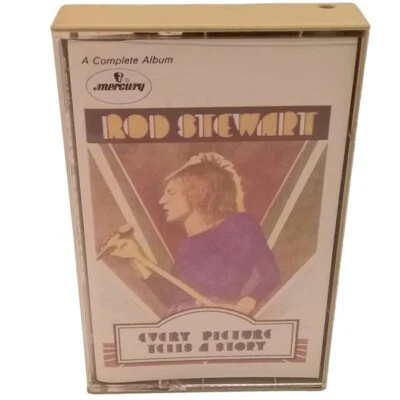 A Complete Album
mercury
ROD STEWART
EVERY PICTURE
TELLS A STORY